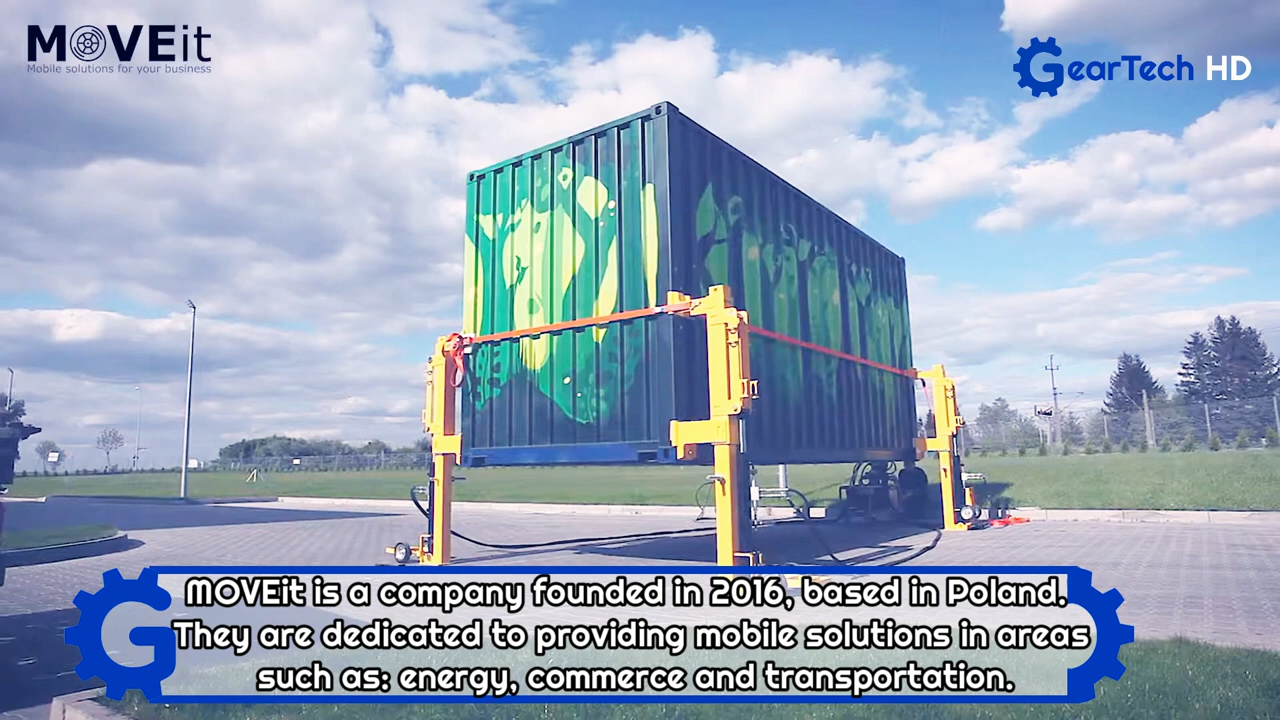 MOVEit
Mobile solutions for your business
GearTech HD
MOVEit is a company founded in 2016, based in Poland.
They are dedicated to providing mobile solutions in areas
such as: energy, commerce and transportation.